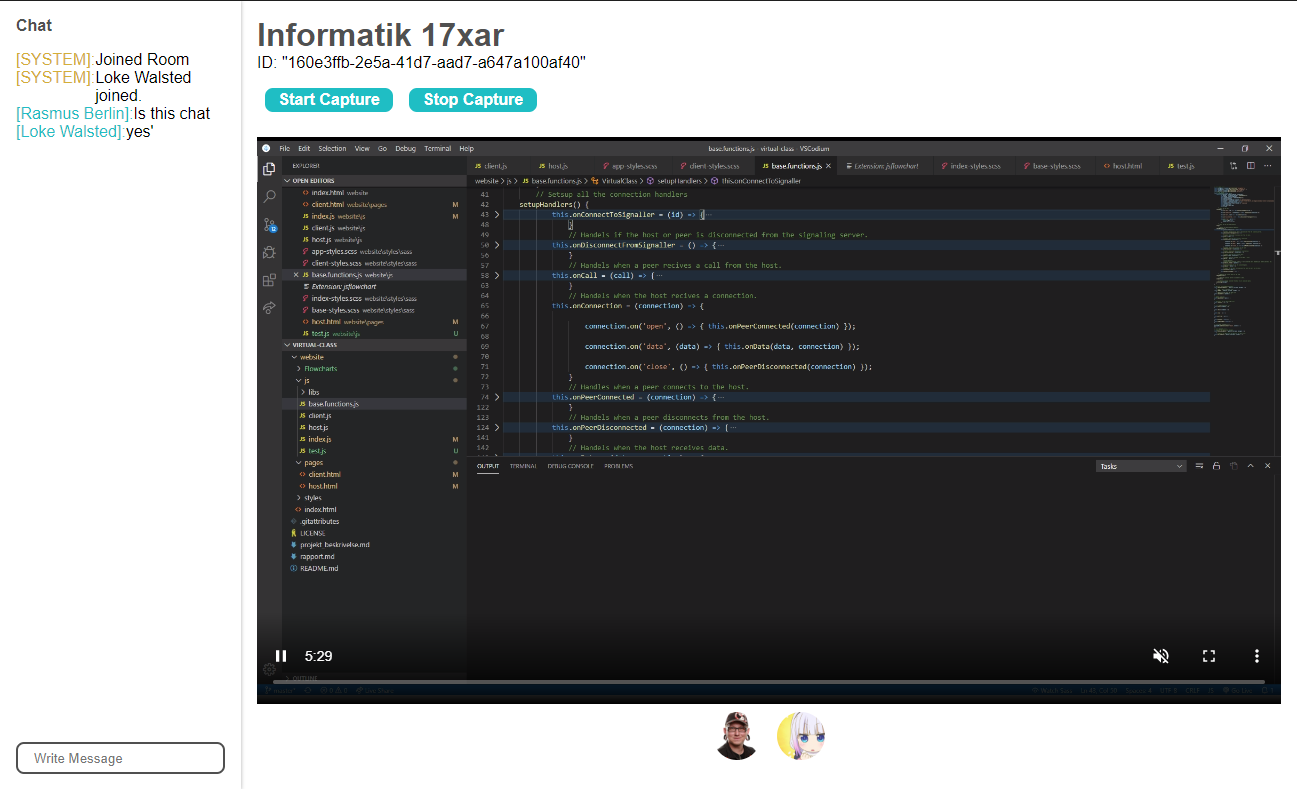 Chat
[SYSTEM]:Joined Room
[SYSTEM]:Loke Walsted
joined.
[Rasmus Berlin]:Is this chat
[Loke Walsted]:yes'
Write Message
Informatik 17xar
ID: "160e3ffb-2e5a-41d7-aad7-a647a100af40"
Start Capture Stop Capture
File Edit Selection View Go Debug Terminal Help
base.functions.js virtual-class VSCodium
EXPLORER
OPEN EDITORS
index.html website
client.html website\pages M
index.js website\js M
client.js website\js
host.js website\js
app-styles.scss website\styles\sass
client-styles.scss website\styles\sass
base.functions.js website\js
Extension: jsflowchart
index-styles.scss website\styles\sass
base-styles.scss website\styles\sass
host.html website\pages M
test.js website\js U
VIRTUAL-CLASS
website
Flowcharts
js
libs
base.functions.js
client.js
host.js
index.js M
test.js U
pages
client.html M
host.html M
styles
index.html
.gitattributes
LICENSE
projekt beskrivelse.md
rapport.md
README.md
OUTLINE
client.js host.js app-styles.scss client-styles.scss base.functions.js Extension: jsflowchart index-styles.scss base-styles.scss host.html test.js
website > js > base.functions.js > VirtualClass > setupHandlers > this.onConnectToSignaller
41 // Setsup all the connection handlers
42 setupHandlers() {
43 this.onConnectToSignaller = (id) => {…
48 }
49 // Handels if the host or peer is disconnected from the signaling server.
50 this.onDisconnectFromSignaller = () => {…
56 }
57 // Handels when a peer recives a call from the host.
58 this.onCall = (call) => {…
63 }
64 // Handels when the host recives a connection.
65 this.onConnection = (connection) => {
66
67 connection.on('open', () => { this.onPeerConnected(connection) });
68
69 connection.on('data', (data) => { this.onData(data, connection) });
70
71 connection.on('close', () => { this.onPeerDisconnected(connection) });
72 }
73 // Handles when a peer connects to the host.
74 this.onPeerConnected = (connection) => {…
122 }
123 // Handels when a peer disconnects from the host.
124 this.onPeerDisconnected = (connection) => {…
141 }
142 // Handels when the host receives data.
OUTPUT TERMINAL DEBUG CONSOLE PROBLEMS
Tasks
5:29